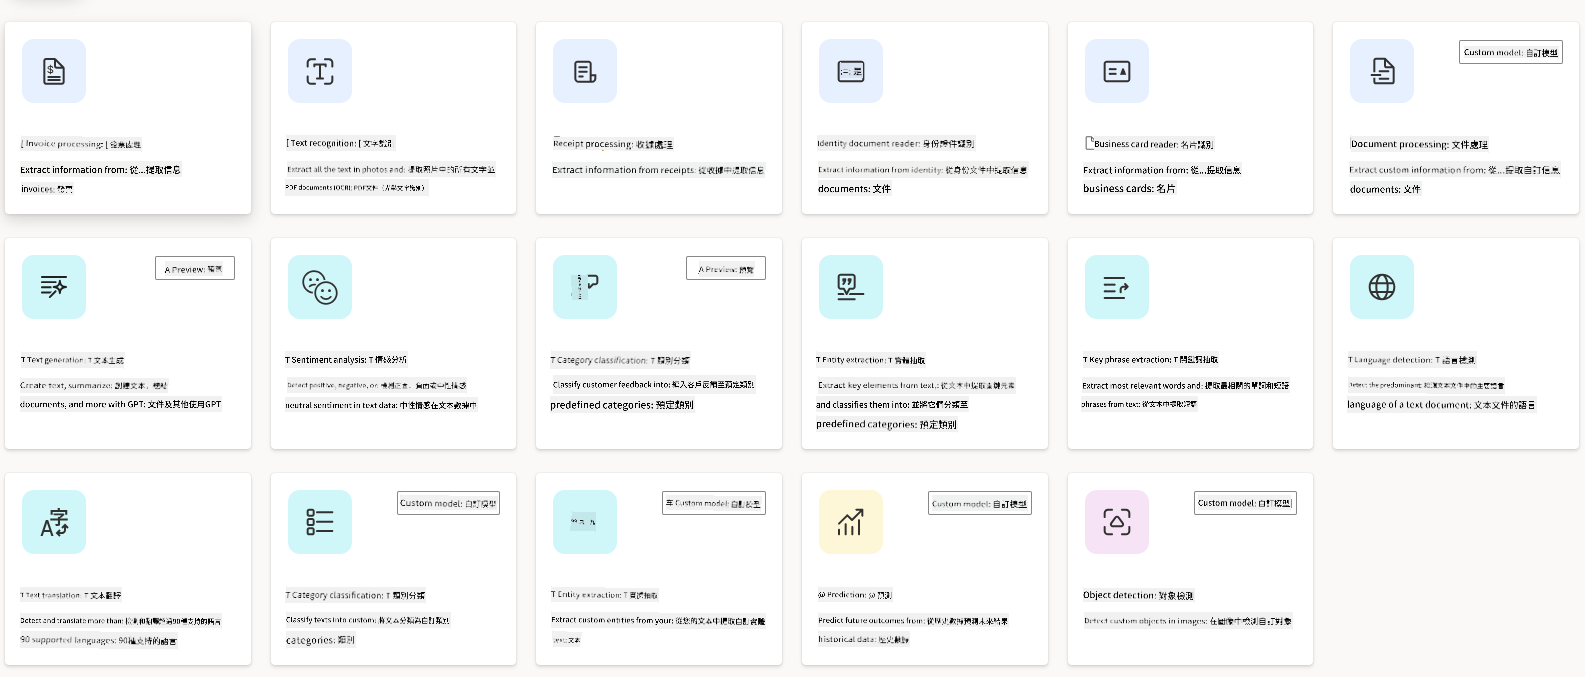 Custom model: 自訂模型
[ Invoice processing: [ 發票處理
Extract information from: 從...提取信息
invoices: 發票
[ Text recognition: [ 文字識別
Extract all the text in photos and: 提取照片中的所有文字並
PDF documents (OCR): PDF文件（光學文字識別）
Receipt processing: 收據處理
Extract information from receipts: 從收據中提取信息
Identity document reader: 身份證件識別
Extract information from identity: 從身份文件中提取信息
documents: 文件
Business card reader: 名片識別
Extract information from: 從...提取信息
business cards: 名片
Document processing: 文件處理
Extract custom information from: 從...提取自訂信息
documents: 文件
A Preview: 預覽
A Preview: 預覽
T Text generation: T 文本生成
Create text, summarize: 創建文本、總結
documents, and more with GPT: 文件及其他使用GPT
T Sentiment analysis: T 情感分析
Detect positive, negative, or: 檢測正面、負面或中性情感
neutral sentiment in text data: 中性情感在文本數據中
T Category classification: T 類別分類
Classify customer feedback into: 將客戶反饋至預定類別
predefined categories: 預定類別
T Entity extraction: T 實體抽取
Extract key elements from text,: 從文本中提取關鍵元素
and classifies them into: 並將它們分類至
predefined categories: 預定類別
T Key phrase extraction: T 關鍵詞抽取
Extract most relevant words and: 提取最相關的單詞和短語
phrases from text: 從文本中提取短語
T Language detection: T 語言檢測
Detect the predominant: 檢測文本文件中的主要語言
language of a text document: 文本文件的語言
Custom model: 自訂模型
Custom model: 自訂模型
Custom model: 自訂模型
Custom model: 自訂模型
T Text translation: T 文本翻譯
Detect and translate more than: 檢測和翻譯超過90種支持的語言
90 supported languages: 90種支持的語言
T Category classification: T 類別分類
Classify texts into custom: 將文本分類為自訂類別
categories: 類別
T Entity extraction: T 實體抽取
Extract custom entities from your: 從您的文本中提取自訂實體
text: 文本
@ Prediction: @ 預測
Predict future outcomes from: 從歷史數據預測未來結果
historical data: 歷史數據
Object detection: 對象檢測
Detect custom objects in images: 在圖像中檢測自訂對象